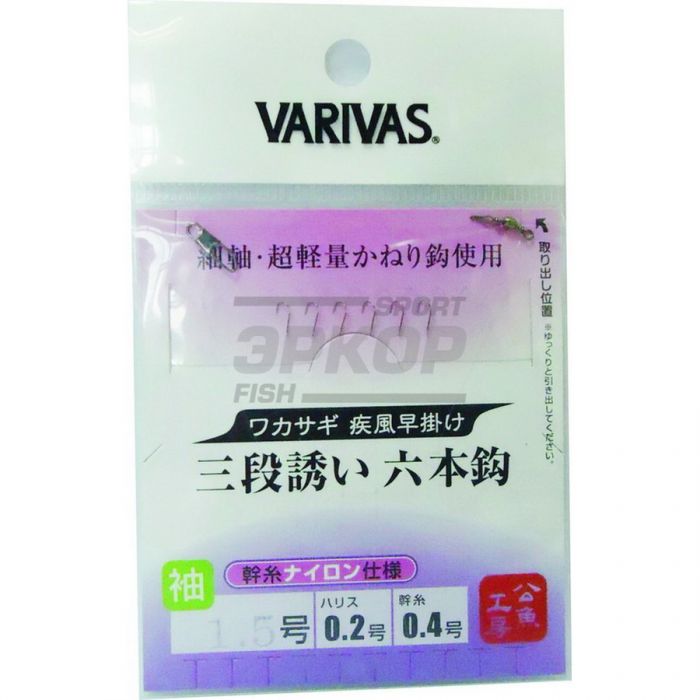 VARIVAS®
細軸・超軽量かねり鈎使用
取り出し位置
※ゆっくりと引き出してください。
SPORT
ЭРКОР
FISH
ワカサギ 疾風早掛け
三段誘い 六本鈎
袖
幹糸ナイロン仕様
1.5号
ハリス
0.2号
幹糸
0.4号
公魚
工房